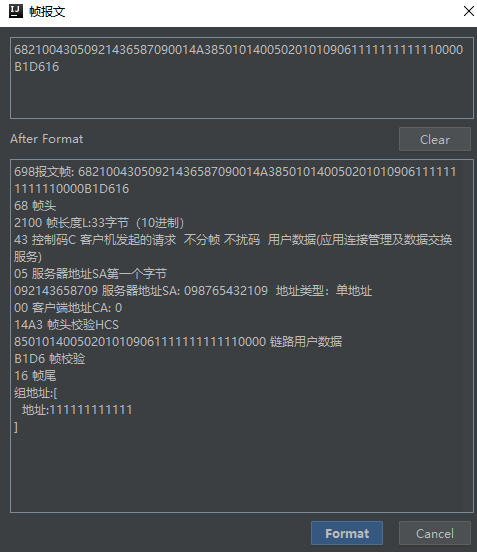 帧报文
682100430509214365870900​14A3850101400502010109061111111111110000
B1D616
After Format
Clear
698报文帧: 68210043050921436587090014A38501014005020101090611111​1
1111110000B1D616
68 帧头
2100 帧长度L:33字节（10进制）
43 控制码C 客户机发起的请求  不分帧 不扰码  用户数据(应用连接管理及数据交换
服务)
05 服务器地址SA第一个字节
092143658709 服务器地址SA: 098765432109  地址类型：单地址
00 客户端地址CA: 0
14A3 帧头校验HCS
850101400502010109061111111111110000 链路用户数据
B1D6 帧校验
16 帧尾
组地址:[
  地址:111111111111
]
Format
Cancel